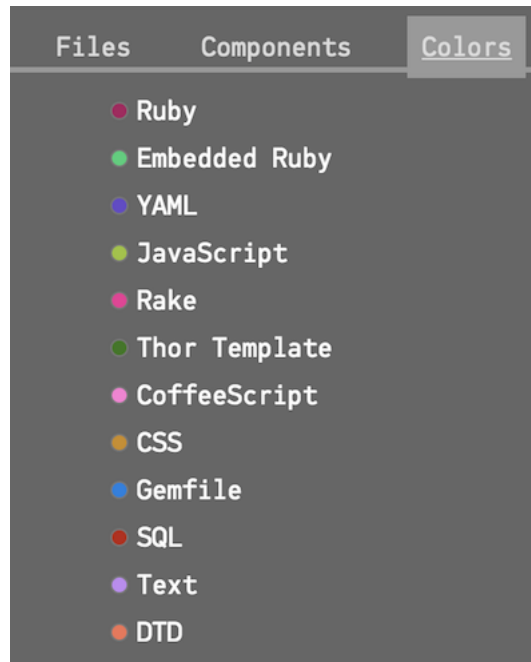 Files Components Colors
Ruby
Embedded Ruby
YAML
JavaScript
Rake
Thor Template
CoffeeScript
CSS
Gemfile
SQL
Text
DTD